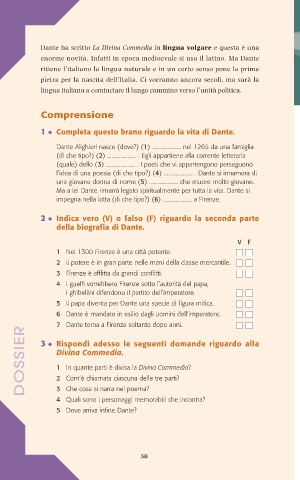 Dante ha scritto La Divina Commedia in lingua volgare e questa è una
enorme novità. Infatti in epoca medioevale si usa il latino. Ma Dante
ritiene l'italiano la lingua naturale e in un certo senso pone la prima
pietra per la nascita dell'Italia. Ci vorranno ancora secoli, ma sarà la
lingua italiana a cominciare il lungo cammino verso l'unità politica.
Comprensione
1 Completa questo brano riguardo la vita di Dante.
Dante Alighieri nasce (dove?) (1) .................. nel 1265 da una famiglia
(di che tipo?) (2) .................. . Egli appartiene alla corrente letteraria
(quale) dello (3) .................. . I poeti che vi appartengono perseguono
l'idea di una poesia (di che tipo?) (4) .................. . Dante si innamora di
una giovane donna di nome (5) .................. che muore molto giovane.
Ma a lei Dante rimarrà legato spiritualmente per tutta la vita. Dante si
impegna nella lotta (di che tipo?) (6) .................. a Firenze.
2 Indica vero (V) o falso (F) riguardo la seconda parte
della biografia di Dante.
V F
1 Nel 1300 Firenze è una città potente.
2 Il potere è in gran parte nelle mani della classe mercantile.
3 Firenze è afflitta da grandi conflitti.
4 I guelfi vorrebbero Firenze sotto l'autorità del papa,
i ghibellini difendono il partito dell'imperatore.
5 Il papa diventa per Dante una specie di figura mitica.
6 Dante è mandato in esilio dagli uomini dell'imperatore.
7 Dante torna a Firenze soltanto dopo anni.
3 Rispondi adesso le seguenti domande riguardo alla
Divina Commedia.
1 In quante parti è divisa la Divina Commedia?
2 Com'è chiamata ciascuna delle tre parti?
3 Che cosa si narra nel poema?
4 Quali sono i personaggi memorabili che incontra?
5 Dove arriva infine Dante?
DOSSIER
38